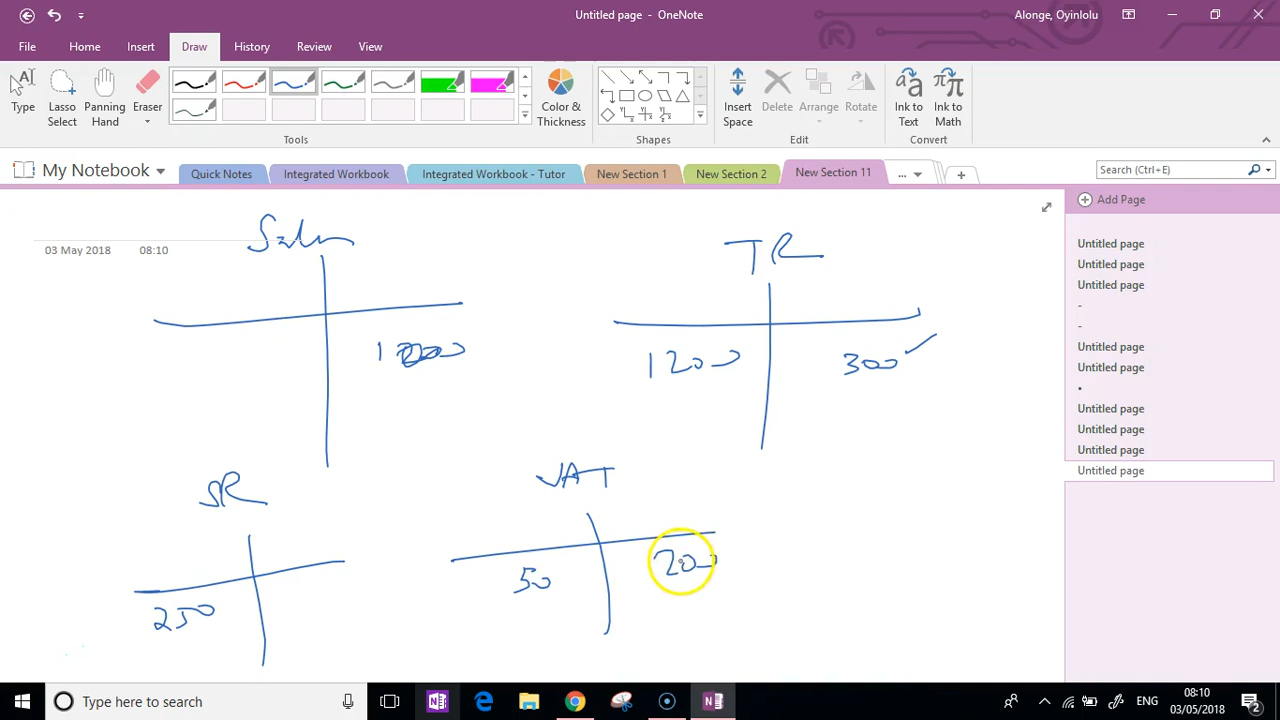 Untitled page - OneNote
Alonge, Oyinlolu
File Home Insert Draw History Review View
Type
Lasso Select
Panning Hand
Eraser
Color & Thickness
Insert Space
Delete
Arrange
Rotate
Ink to Text
Ink to Math
Tools
Shapes
Edit
Convert
My Notebook
Quick Notes
Integrated Workbook
Integrated Workbook - Tutor
New Section 1
New Section 2
New Section 11
...
Search (Ctrl+E)
Add Page
03 May 2018 08:10
TR
1200
300
SR
VAT
250
50
200
Untitled page
Untitled page
Untitled page
-
-
Untitled page
Untitled page
Untitled page
Untitled page
Untitled page
Untitled page
Type here to search
ENG
08:10
03/05/2018
2